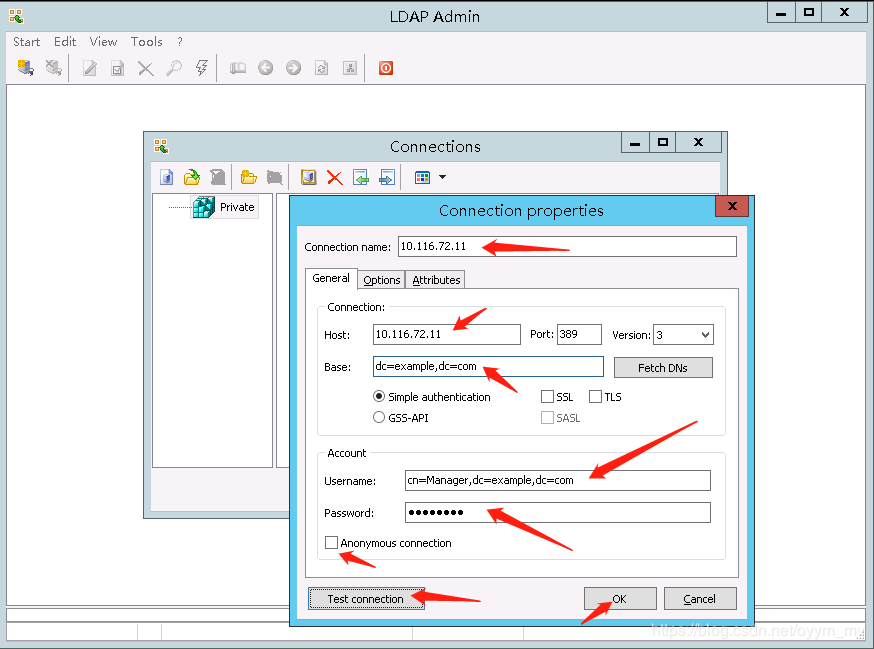 LDAP Admin
Start Edit View Tools ?
Connections
Private
Connection properties
Connection name: 10.116.72.11
General Options Attributes
Connection:
Host: 10.116.72.11 Port: 389 Version: 3
Base: dc=example,dc=com Fetch DNs
Simple authentication SSL TLS
GSS-API SASL
Account
Username: cn=Manager,dc=example,dc=com
Password: ●●●●●●●●
Anonymous connection
Test connection OK Cancel
https://blog.csdn.net/oyym_mv